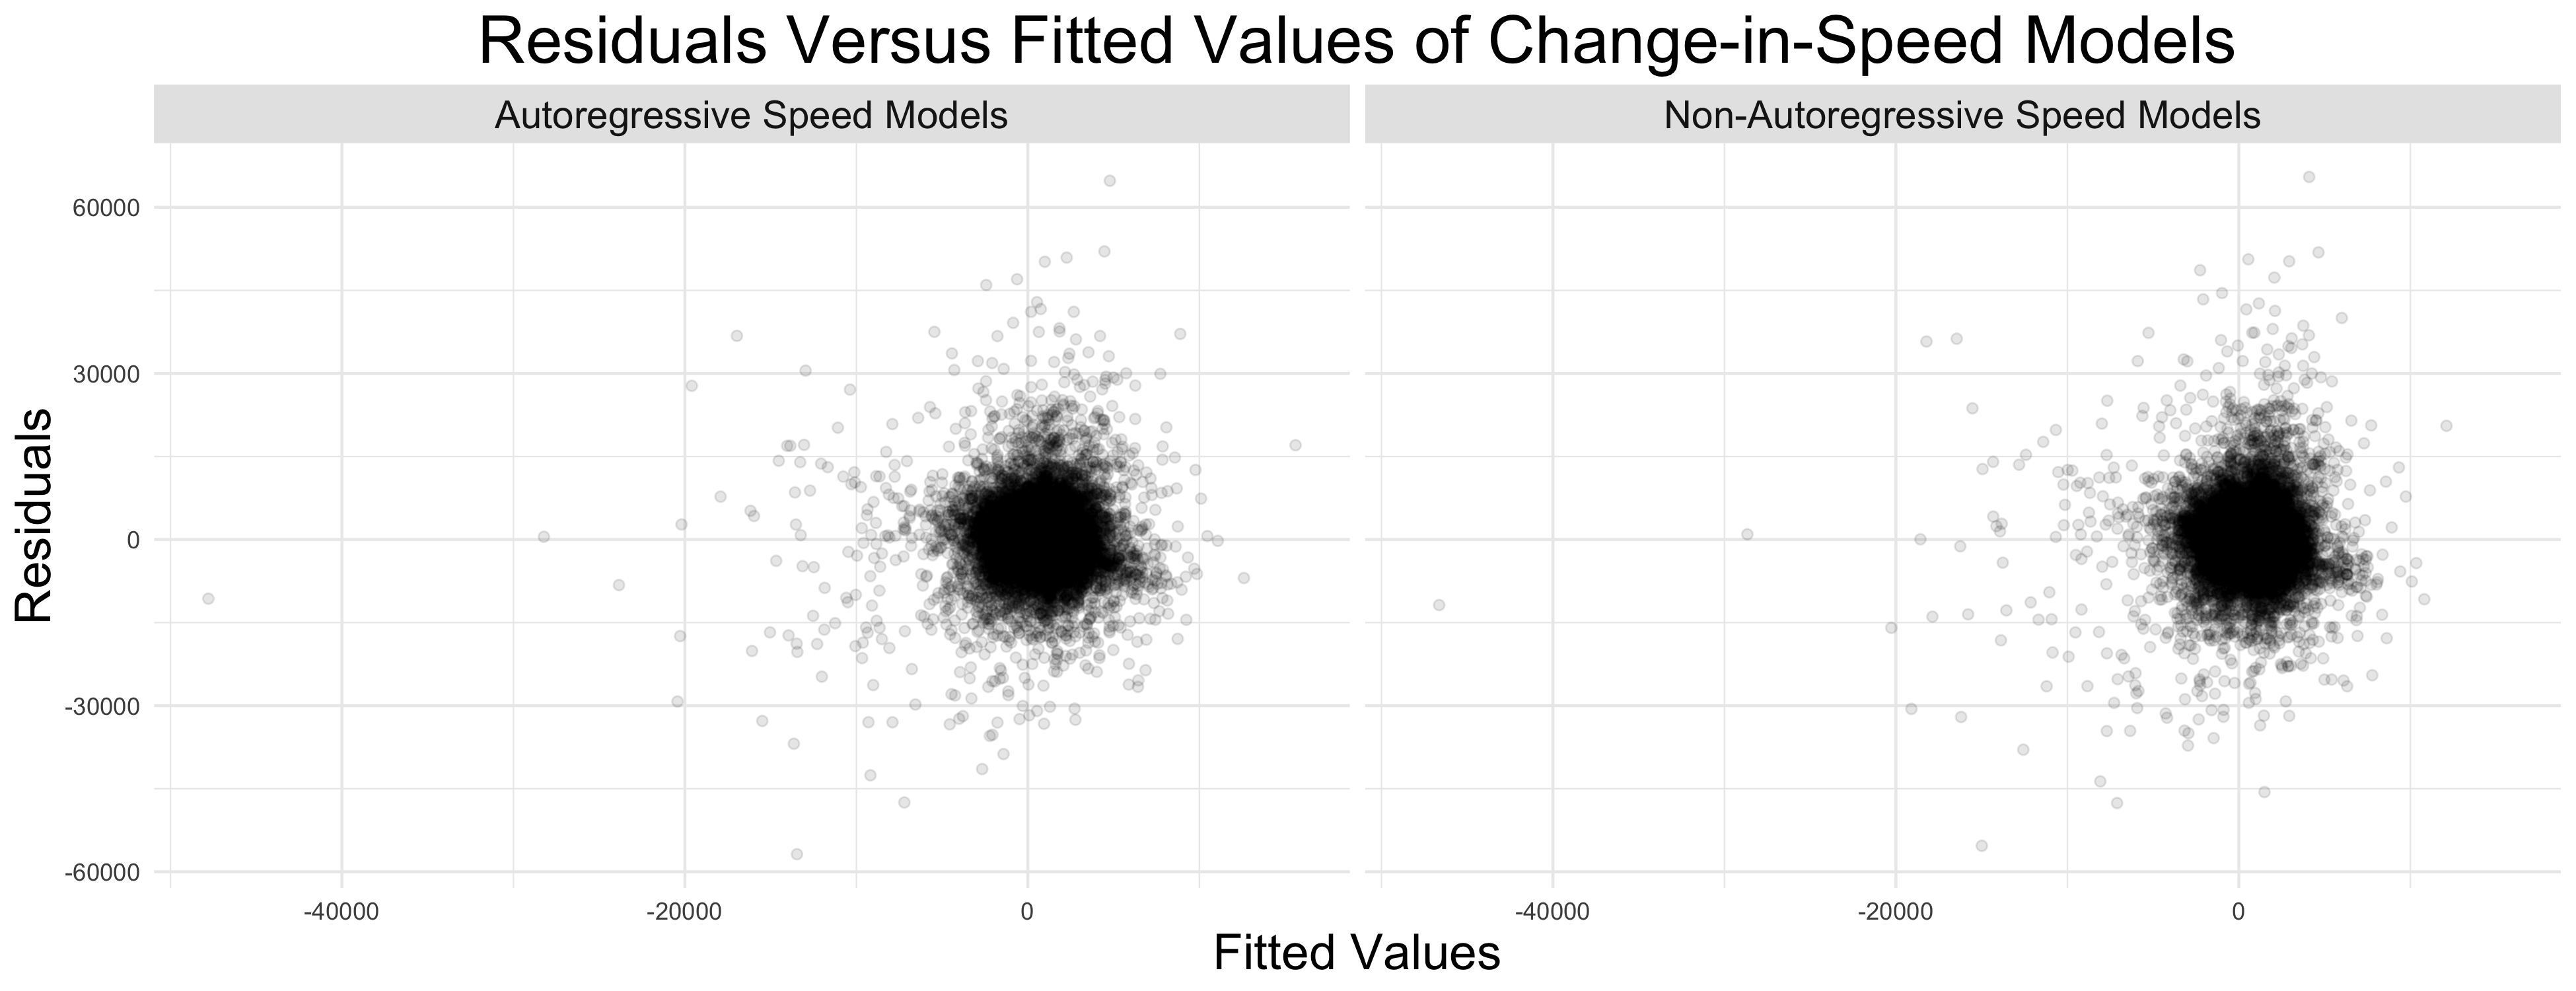 Residuals Versus Fitted Values of Change-in-Speed Models
Autoregressive Speed Models
Non-Autoregressive Speed Models
Residuals
60000
30000
0
-30000
-60000
-40000
-20000
0
-40000
-20000
0
Fitted Values